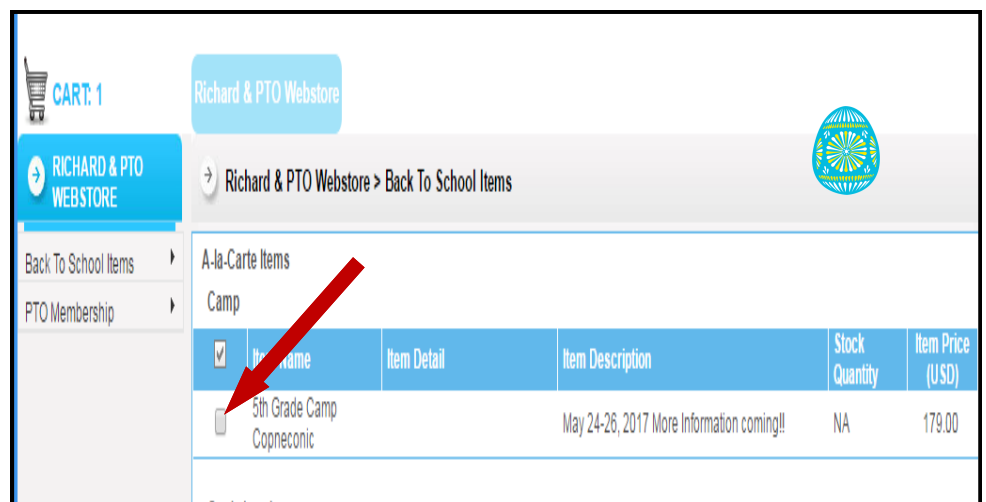 CART: 1
Richard & PTO Webstore
RICHARD & PTO
WEBSTORE
Richard & PTO Webstore > Back To School Items
Back To School Items
PTO Membership
A-la-Carte Items
Camp
Name
Item Detail
Item Description
Stock
Quantity
Item Price
(USD)
5th Grade Camp
Copneconic
May 24-26, 2017 More Information coming!!
NA
179.00